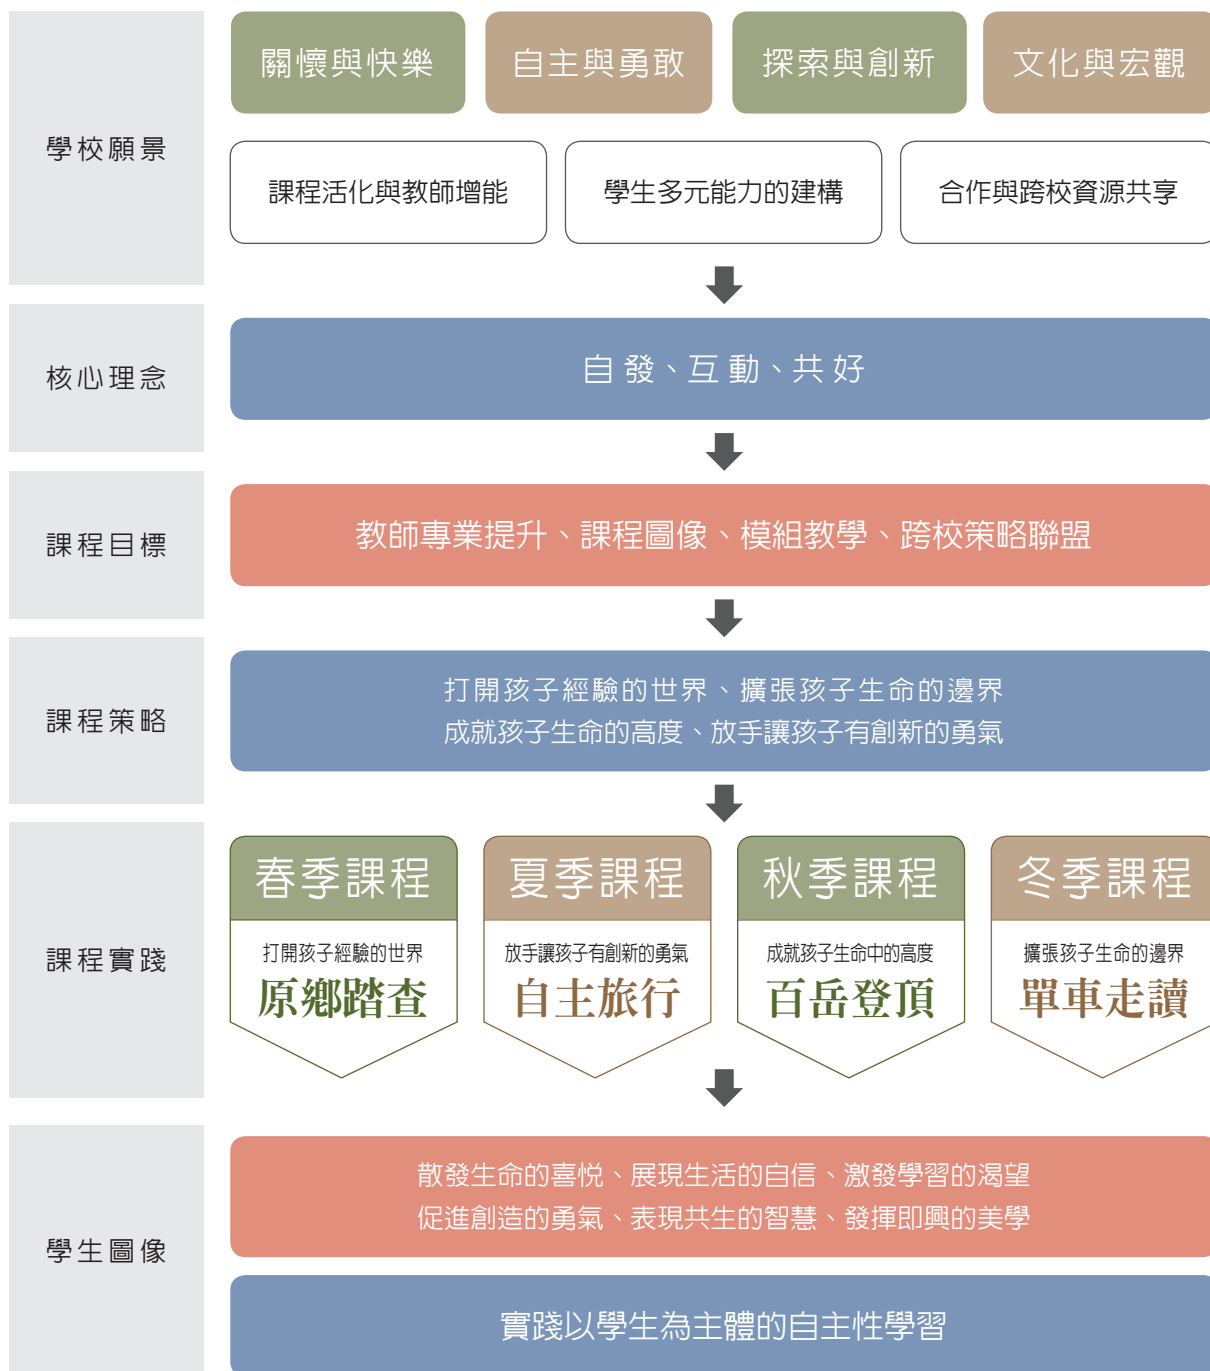 學校願景
關懷與快樂
自主與勇敢
探索與創新
文化與宏觀
課程活化與教師增能
學生多元能力的建構
合作與跨校資源共享
核心理念
自發、互動、共好
課程目標
教師專業提升、課程圖像、模組教學、跨校策略聯盟
課程策略
打開孩子經驗的世界、擴張孩子生命的邊界
成就孩子生命的高度、放手讓孩子有創新的勇氣
課程實踐
春季課程
打開孩子經驗的世界
原鄉踏查
夏季課程
放手讓孩子有創新的勇氣
自主旅行
秋季課程
成就孩子生命中的高度
百岳登頂
冬季課程
擴張孩子生命的邊界
單車走讀
學生圖像
散發生命的喜悅、展現生活的自信、激發學習的渴望
促進創造的勇氣、表現共生的智慧、發揮即興的美學
實踐以學生為主體的自主性學習